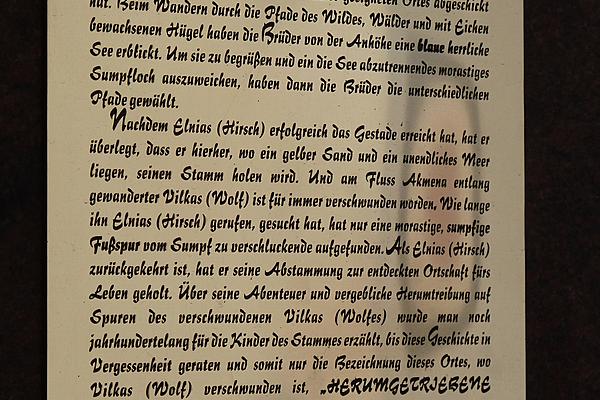 hat. Beim Wandern durch die Pfade des Wildes, Wälder und mit Eichen
bewachsenen Hügel haben die Brüder von der Anhöhe eine blaue herrliche
See erblickt. Um sie zu begrüßen und ein die See abzutrennendes morastiges
Sumpfloch auszuweichen, haben dann die Brüder die unterschiedlichen
Pfade gewählt.
Nachdem Elnias (Hirsch) erfolgreich das Gestade erreicht hat, hat er
überlegt, dass er hierher, wo ein gelber Sand und ein unendliches Meer
liegen, seinen Stamm holen wird. Und am Fluss Akmena entlang
gewanderter Vilkas (Wolf) ist für immer verschwunden worden. Wie lange
ihn Elnias (Hirsch) gerufen, gesucht hat, hat nur eine morastige, sumpfige
Fußspur vom Sumpf zu verschluckende aufgefunden. Als Elnias (Hirsch)
zurückgekehrt ist, hat er seine Abstammung zur entdeckten Ortschaft fürs
Leben geholt. Über seine Abenteuer und vergebliche Herumtreibung auf
Spuren des verschwundenen Vilkas (Wolfes) wurde man noch
jahrhundertelang für die Kinder des Stammes erzählt, bis diese Geschichte in
Vergessenheit geraten und somit nur die Bezeichnung dieses Ortes, wo
Vilkas (Wolf) verschwunden ist, „HERUMGETRIEBENE